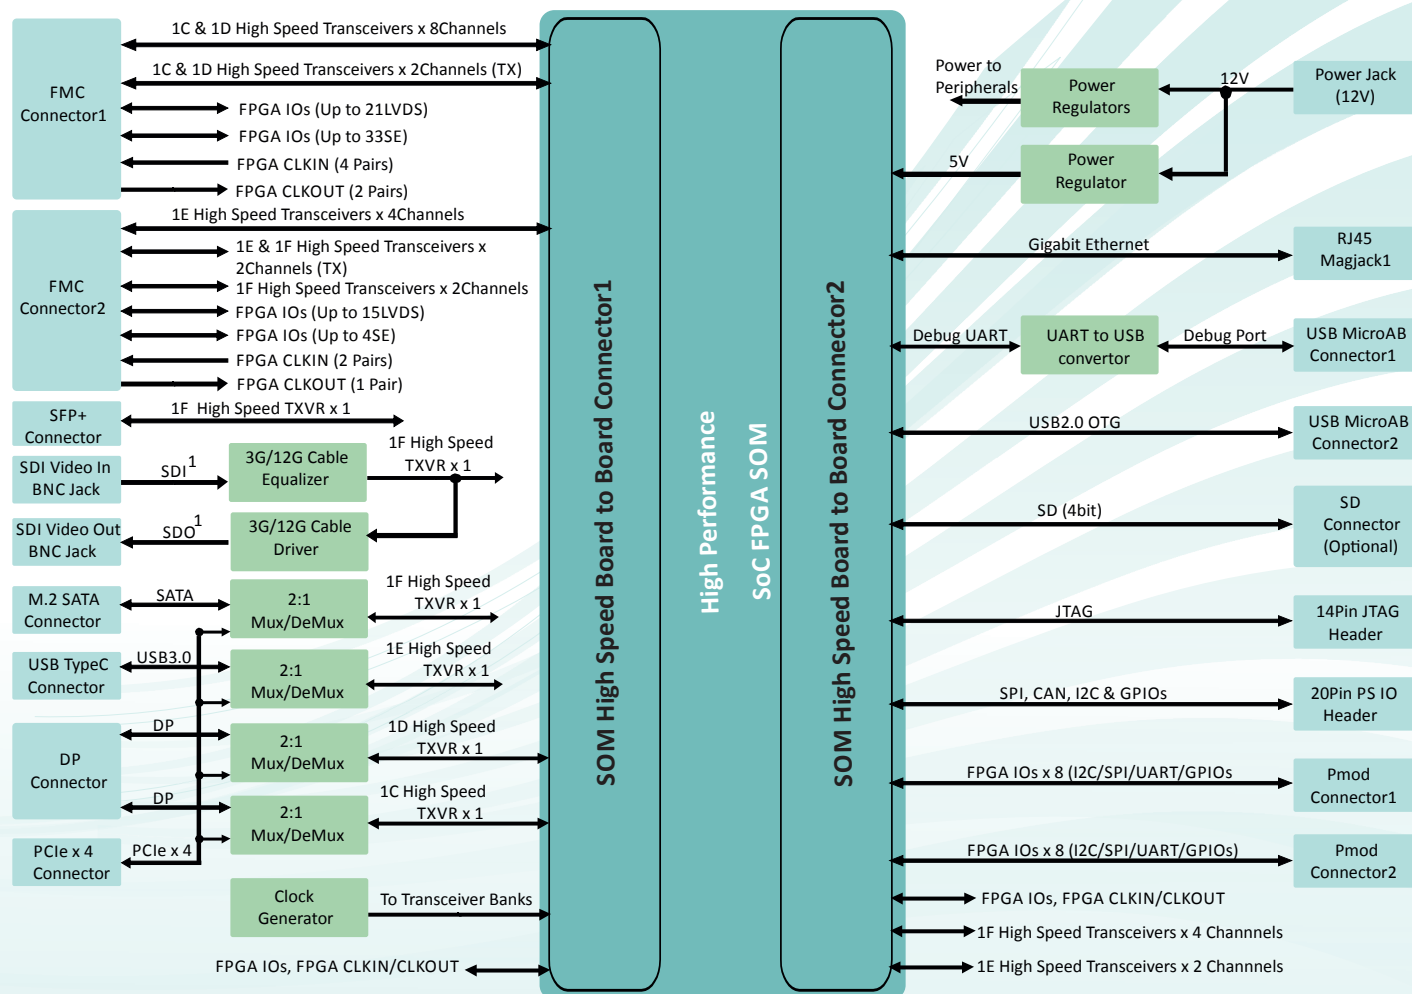 FMC
Connector1
1C & 1D High Speed Transceivers x 8Channels
1C & 1D High Speed Transceivers x 2Channels (TX)
FPGA IOs (Up to 21LVDS)
FPGA IOs (Up to 33SE)
FPGA CLKIN (4 Pairs)
FPGA CLKOUT (2 Pairs)
FMC
Connector2
1E High Speed Transceivers x 4Channels
1E & 1F High Speed Transceivers x
2Channels (TX)
1F High Speed Transceivers x 2Channels
FPGA IOs (Up to 15LVDS)
FPGA IOs (Up to 4SE)
FPGA CLKIN (2 Pairs)
FPGA CLKOUT (1 Pair)
SFP+
Connector
1F High Speed TXVR x 1
SDI Video In
BNC Jack
SDI1
3G/12G Cable
Equalizer
1F High Speed
TXVR x 1
SDI Video Out
BNC Jack
SDO1
3G/12G Cable
Driver
M.2 SATA
Connector
SATA
2:1
Mux/DeMux
1F High Speed
TXVR x 1
USB TypeC
Connector
USB3.0
2:1
Mux/DeMux
1E High Speed
TXVR x 1
DP
Connector
DP
2:1
Mux/DeMux
1D High Speed
TXVR x 1
DP
2:1
Mux/DeMux
1C High Speed
TXVR x 1
PCIe x 4
Connector
PCIe x 4
Clock
Generator
To Transceiver Banks
FPGA IOs, FPGA CLKIN/CLKOUT
SOM High Speed Board to Board Connector1
High Performance
SoC FPGA SOM
SOM High Speed Board to Board Connector2
Power to
Peripherals
Power
Regulators
12V
Power Jack
(12V)
5V
Power
Regulator
Gigabit Ethernet
RJ45
Magjack1
Debug UART
UART to USB
convertor
Debug Port
USB MicroAB
Connector1
USB2.0 OTG
USB MicroAB
Connector2
SD (4bit)
SD
Connector
(Optional)
JTAG
14Pin JTAG
Header
SPI, CAN, I2C & GPIOs
20Pin PS IO
Header
FPGA IOs x 8 (I2C/SPI/UART/GPIOs
Pmod
Connector1
FPGA IOs x 8 (I2C/SPI/UART/GPIOs)
Pmod
Connector2
FPGA IOs, FPGA CLKIN/CLKOUT
1F High Speed Transceivers x 4 Channnels
1E High Speed Transceivers x 2 Channnels